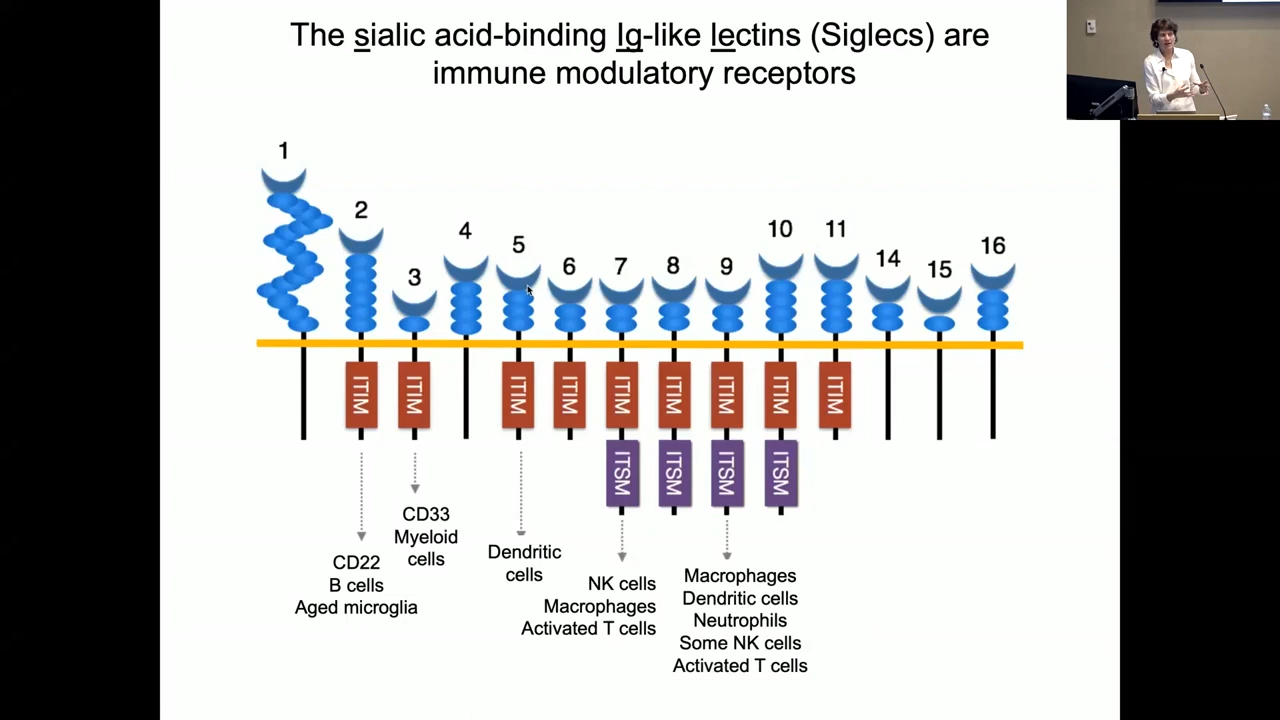 The sialic acid-binding Ig-like lectins (Siglecs) are
immune modulatory receptors
1
2
3
4
5
6
7
8
9
10
11
14
15
16
ITIM
ITIM
ITIM
ITIM
ITIM
ITIM
ITIM
ITIM
ITIM
ITSM
ITSM
ITSM
ITSM
CD22
B cells
Aged microglia
CD33
Myeloid
cells
Dendritic
cells
NK cells
Macrophages
Activated T cells
Macrophages
Dendritic cells
Neutrophils
Some NK cells
Activated T cells